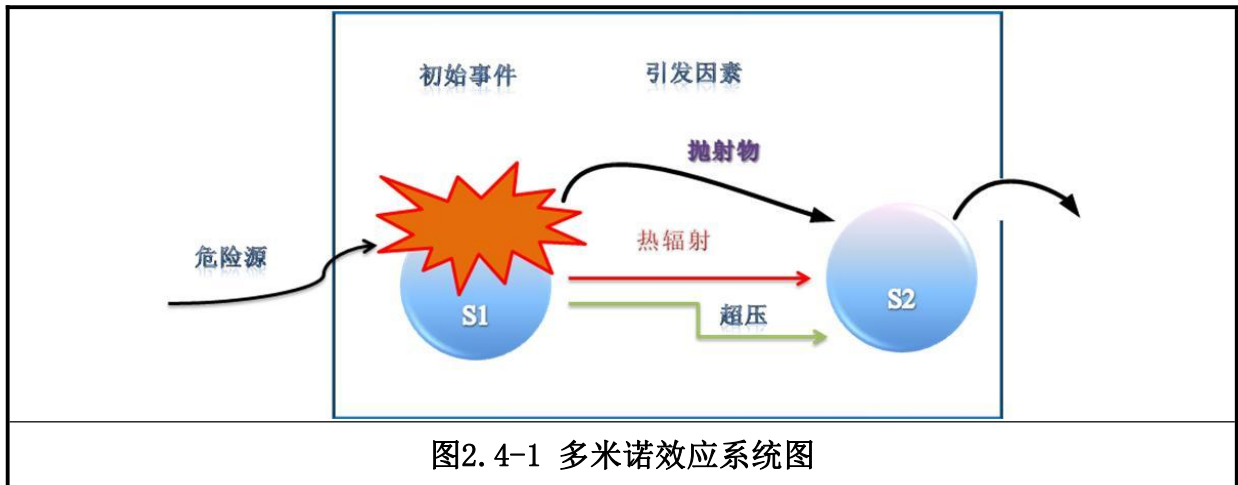 初始事件
引发因素
抛射物
热辐射
危险源
超压
S1
S2
图2.4-1 多米诺效应系统图